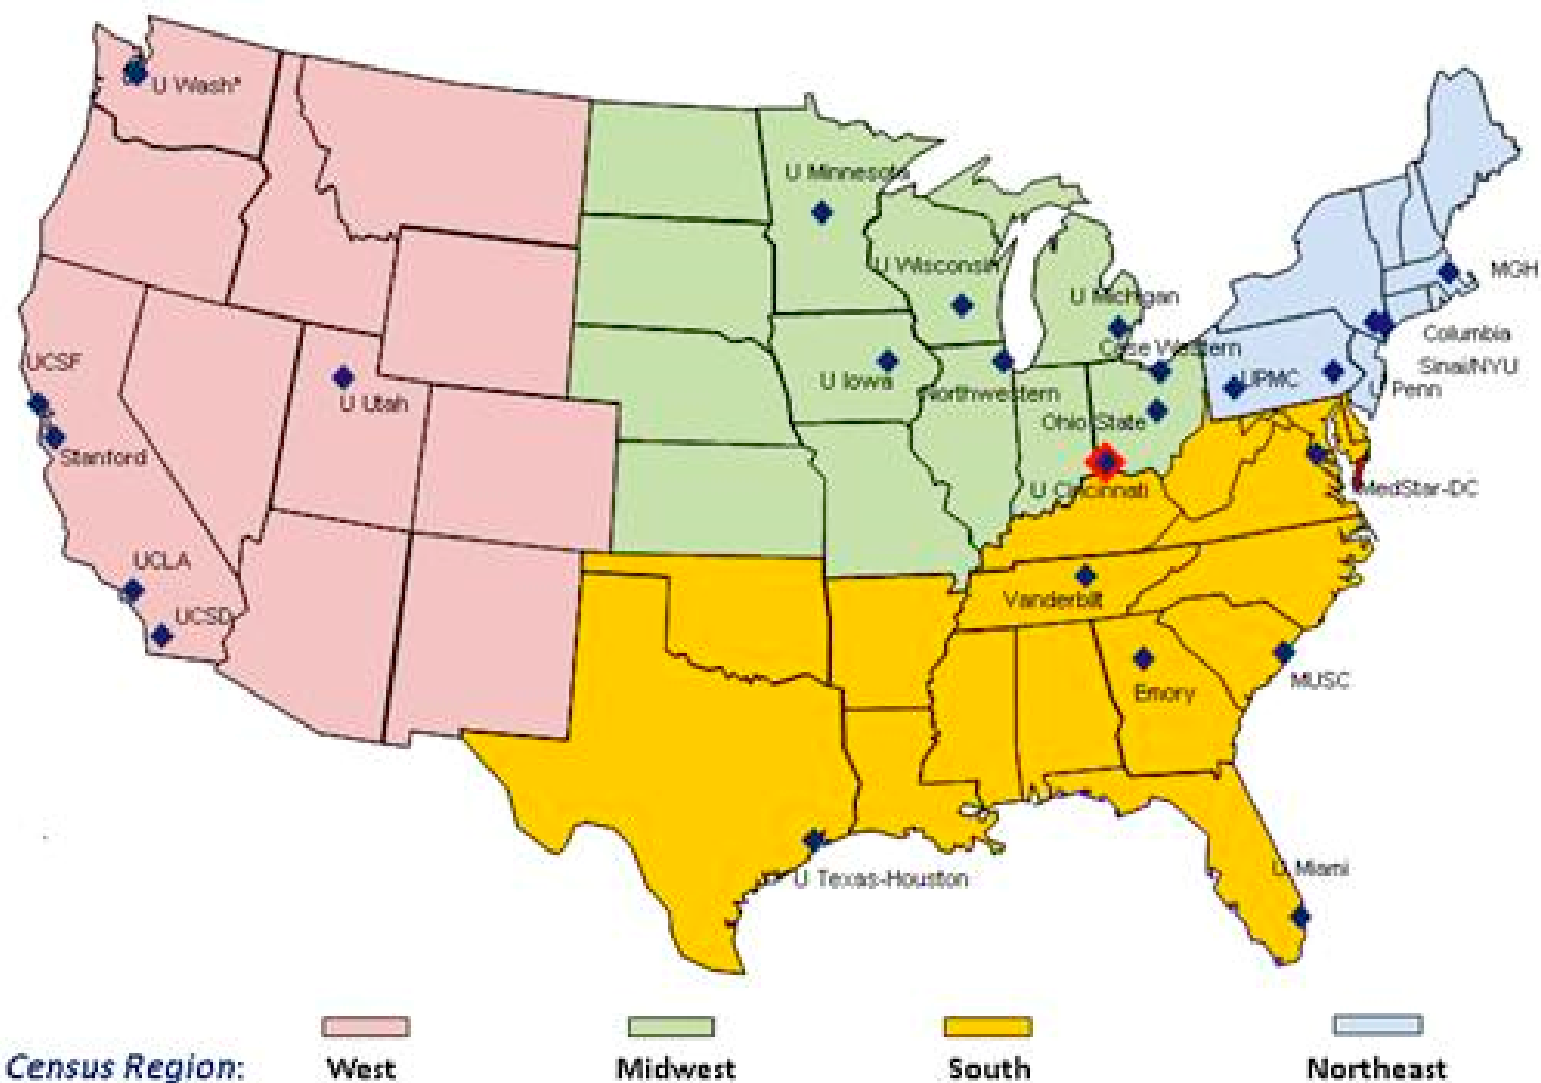 U Wash*
U Minnesota
U Wisconsin
U Michigan
MGH
Columbia
Case Western
UCSF
Sinai/NYU
UPMC
U Iowa
U Penn
Northwestern
U Utah
Ohio State
Stanford
U Cincinnati
MedStar-DC
UCLA
Vanderbilt
UCSD
MUSC
Emory
U Miami
U Texas-Houston
Census Region: West Midwest South Northeast